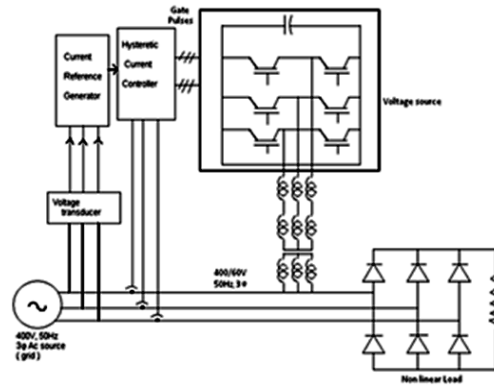 Gate
Pulses
Current
Reference
Generator
Hysteretic
Current
Controller
Voltage source
Voltage
transducer
400/60V
50Hz, 3φ
400V, 50Hz
3φ Ac source
( grid )
Non linear Load